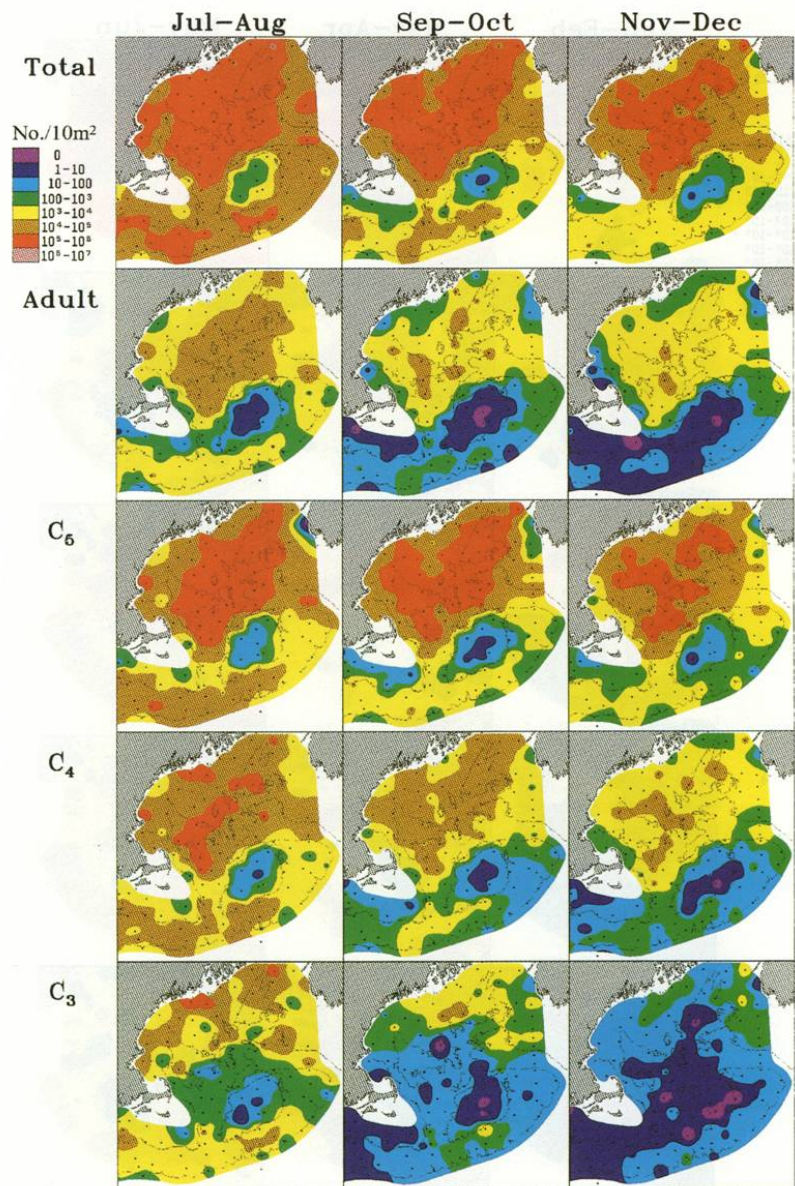 Jul-Aug Sep-Oct Nov-Dec
Total
No./10m²
0
1-10
10-100
100-10³
10³-10⁴
10⁴-10⁵
10⁵-10⁶
10⁶-10⁷
Adult
C₅
C₄
C₃